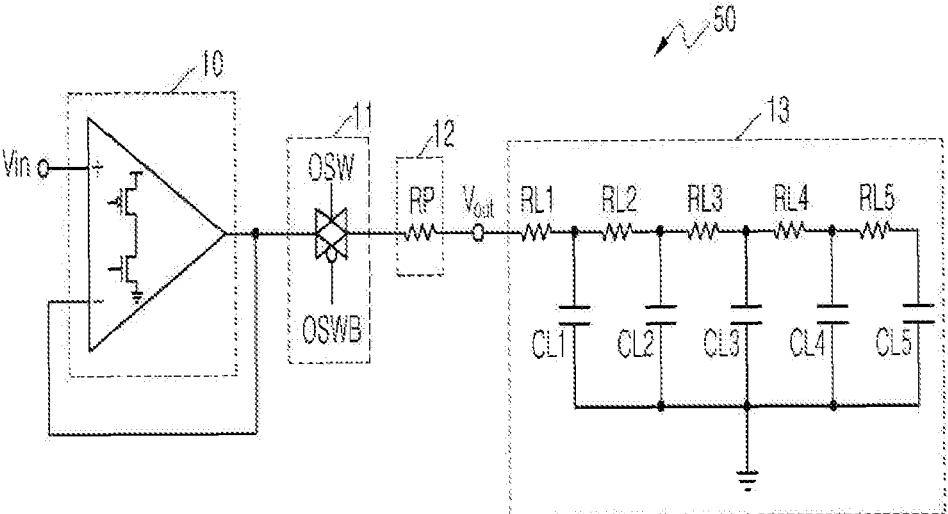 50
10
11
12
13
Vin
+
−
OSW
OSWB
RP
Vout
RL1
RL2
RL3
RL4
RL5
CL1
CL2
CL3
CL4
CL5